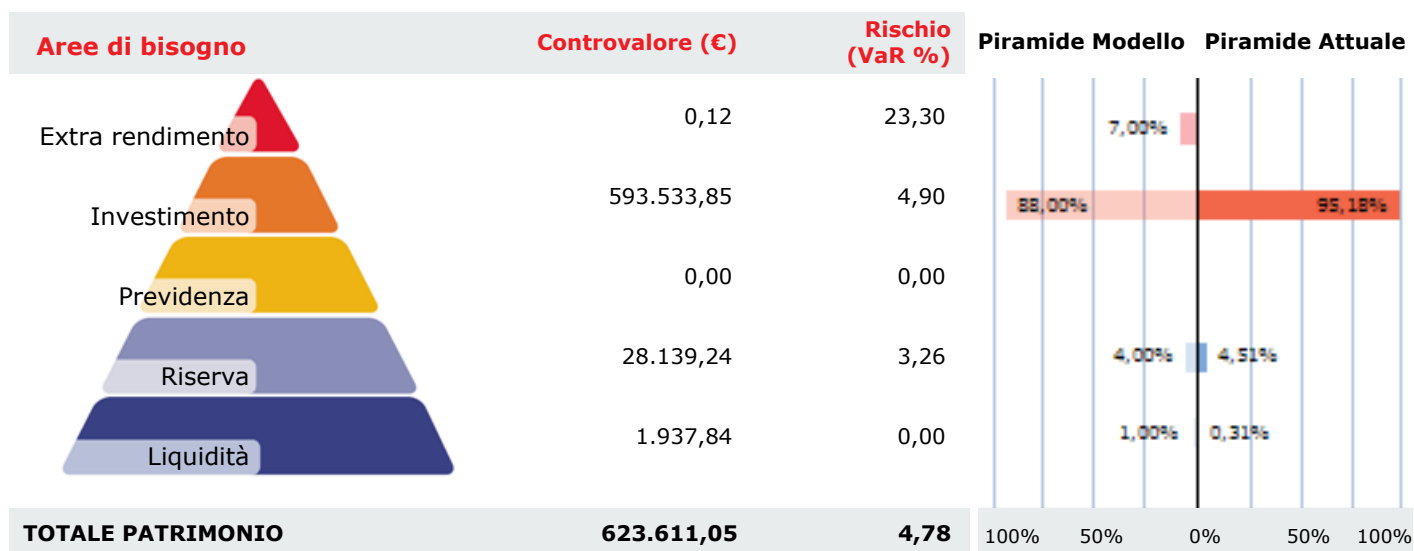 Aree di bisogno Controvalore (€) Rischio (VaR %) Piramide Modello Piramide Attuale
Extra rendimento 0,12 23,30 7,00%
Investimento 593.533,85 4,90 88,00% 95,18%
Previdenza 0,00 0,00
Riserva 28.139,24 3,26 4,00% 4,51%
Liquidità 1.937,84 0,00 1,00% 0,31%
TOTALE PATRIMONIO 623.611,05 4,78 100% 50% 0% 50% 100%